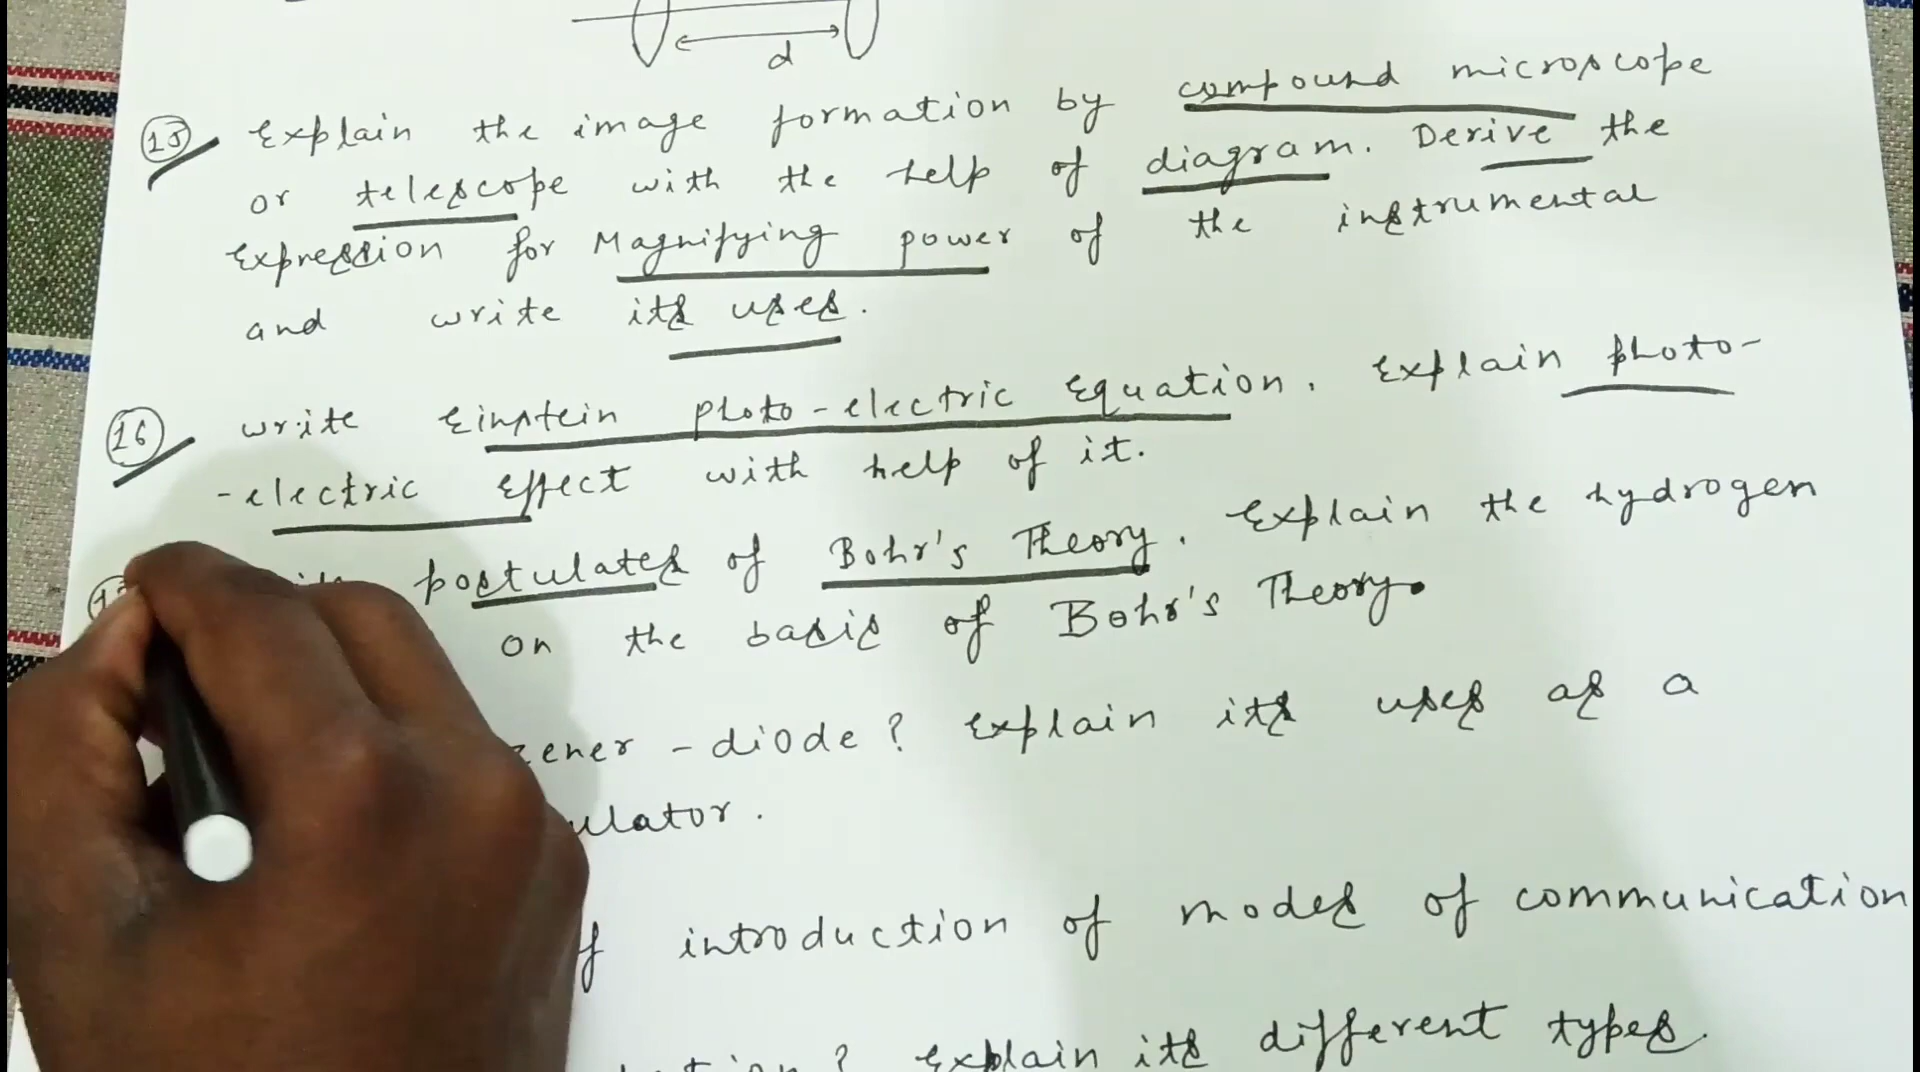 d
15 Explain the image formation by compound microscope
or telescope with the help of diagram. Derive the
Expression for Magnifying power of the instrumental
and write its uses.
16 write Einstein photo-electric Equation. Explain photo-
-electric Effect with help of it.
postulates of Bohr's Theory. Explain the hydrogen
on the basis of Bohr's Theory.
zener - diode? Explain its uses as a
introduction of modes of communication
Explain its different types.